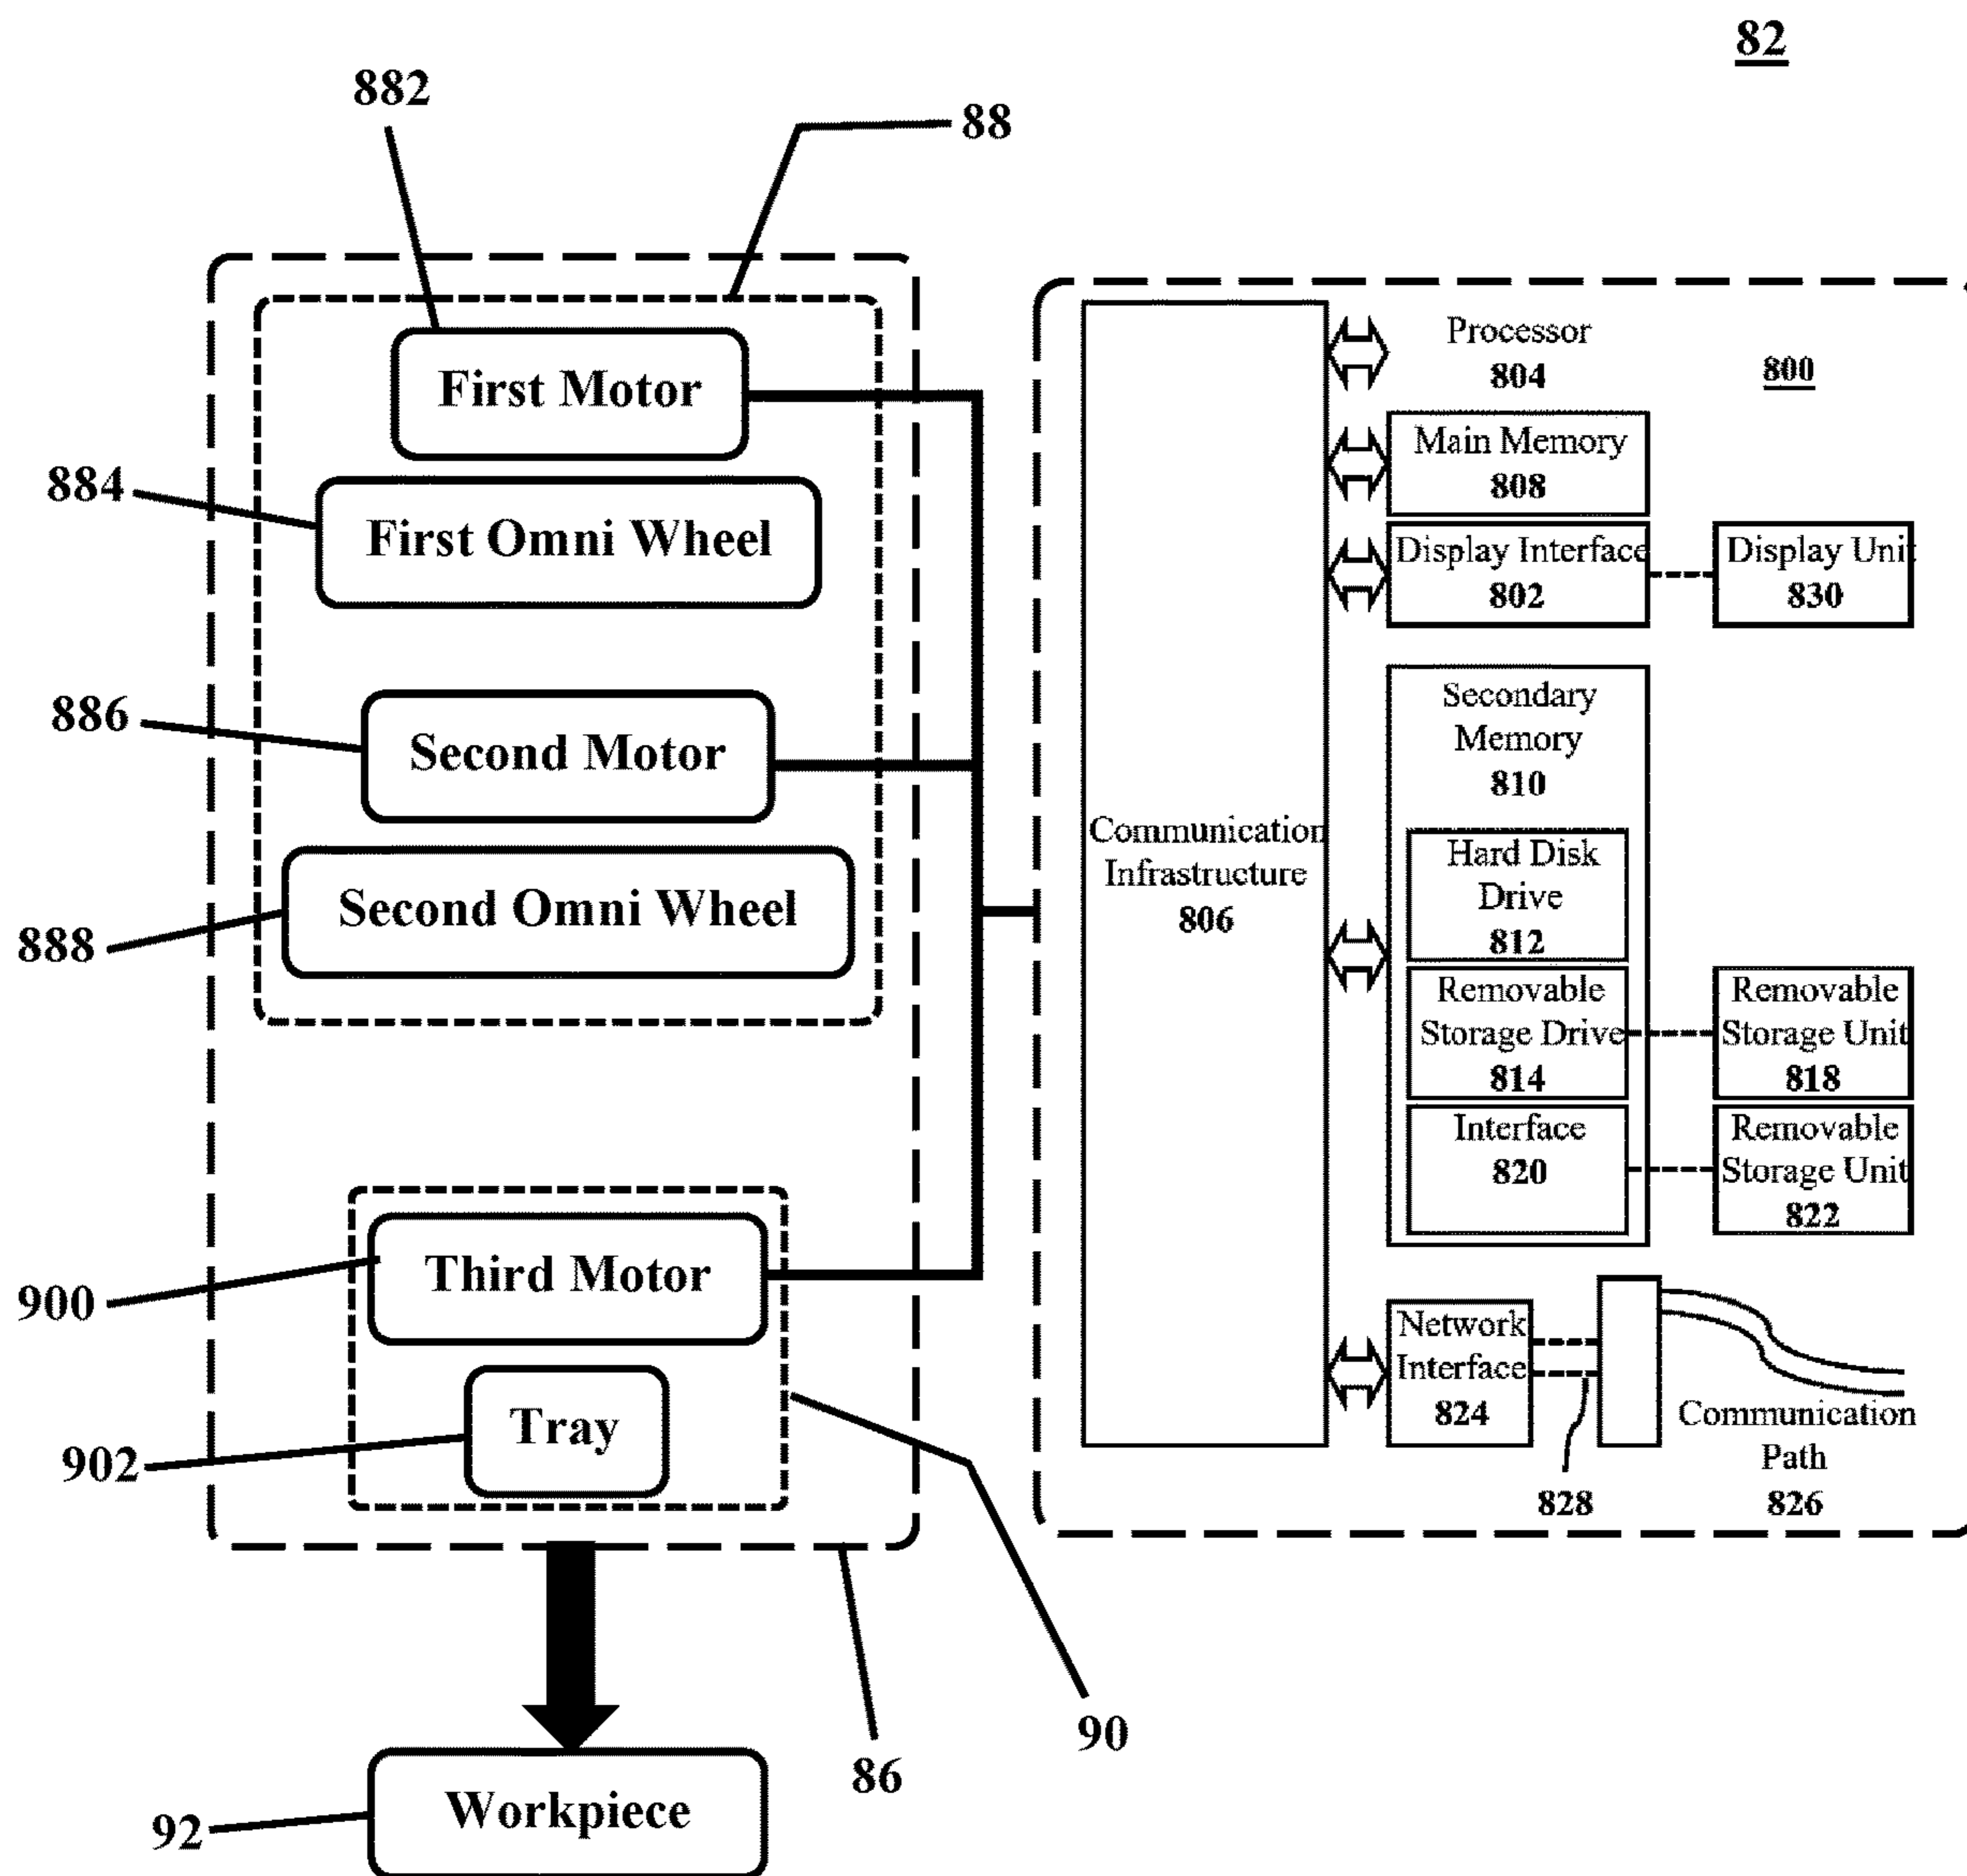 82
882
88
First Motor
884
First Omni Wheel
886
Second Motor
888
Second Omni Wheel
900
Third Motor
902
Tray
90
86
92
Workpiece
Communication
Infrastructure
806
Processor
804
800
Main Memory
808
Display Interface
802
Display Unit
830
Secondary
Memory
810
Hard Disk
Drive
812
Removable
Storage Drive
814
Removable
Storage Unit
818
Interface
820
Removable
Storage Unit
822
Network
Interface
824
828
Communication
Path
826